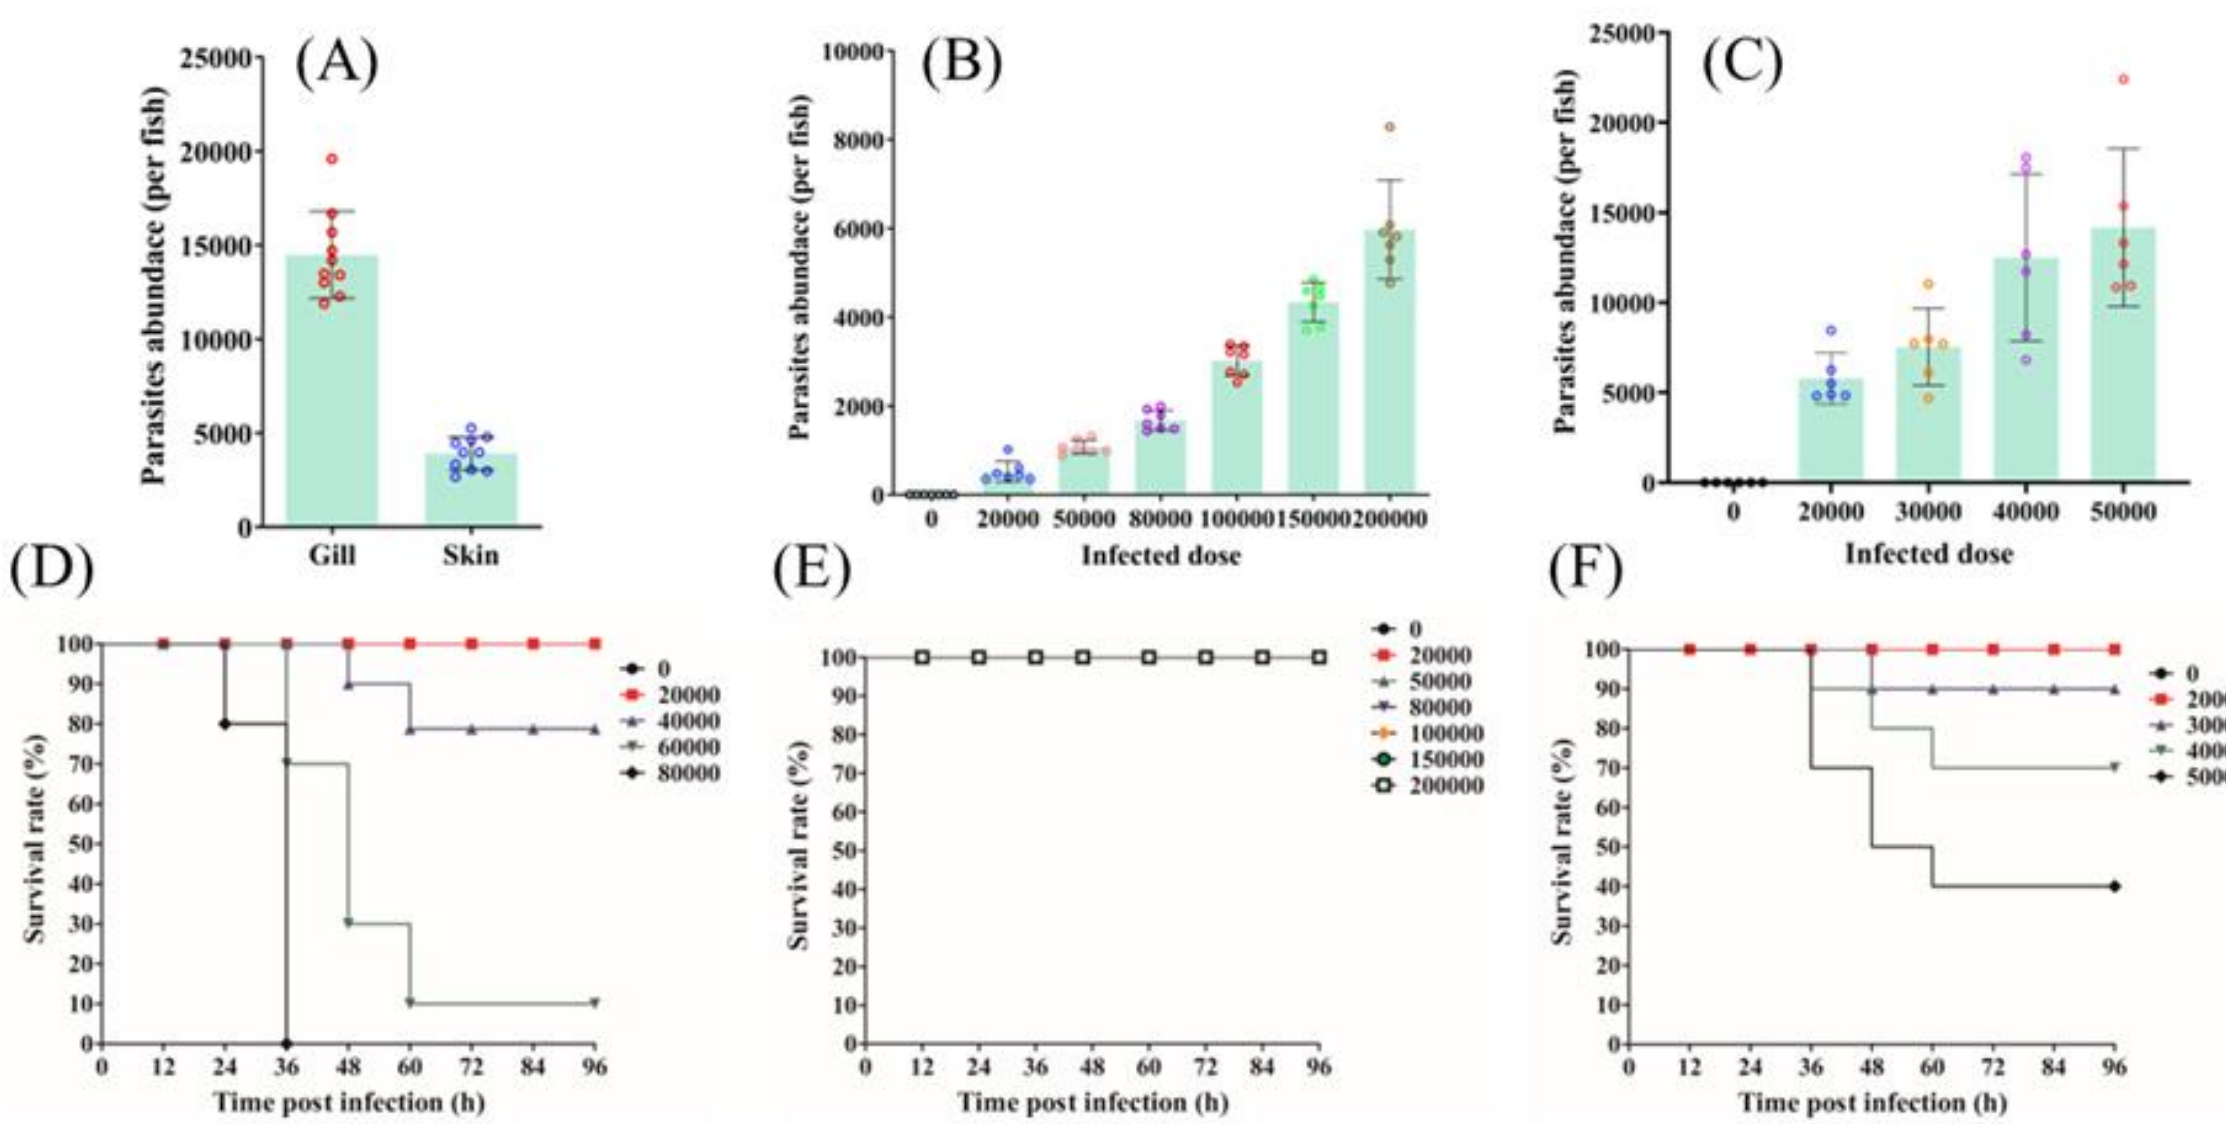 (A)
Parasites abundace (per fish)
25000
20000
15000
10000
5000
0
Gill Skin
(B)
Parasites abundace (per fish)
10000
8000
6000
4000
2000
0
0 20000 50000 80000 100000 150000 200000
Infected dose
(C)
Parasites abundace (per fish)
25000
20000
15000
10000
5000
0
0 20000 30000 40000 50000
Infected dose
(D)
Survival rate (%)
100
90
80
70
60
50
40
30
20
10
0
0 12 24 36 48 60 72 84 96
Time post infection (h)
0
20000
40000
60000
80000
(E)
Survival rate (%)
100
90
80
70
60
50
40
30
20
10
0
0 12 24 36 48 60 72 84 96
Time post infection (h)
0
20000
50000
80000
100000
150000
200000
(F)
Survival rate (%)
100
90
80
70
60
50
40
30
20
10
0
0 12 24 36 48 60 72 84 96
Time post infection (h)
0